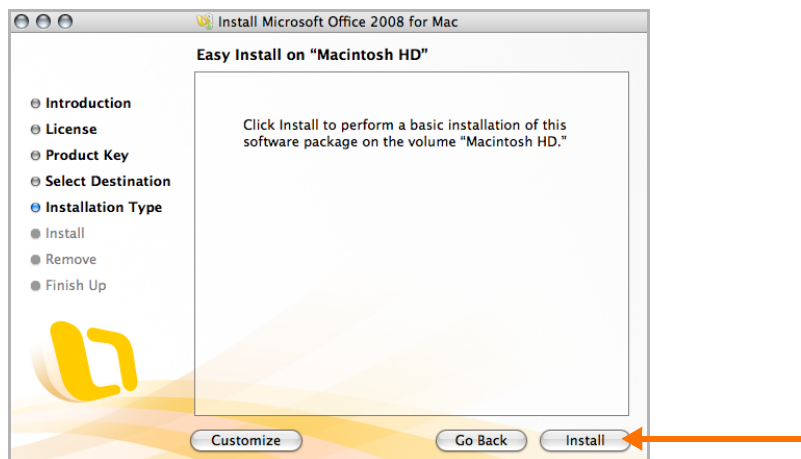 Install Microsoft Office 2008 for Mac
Easy Install on “Macintosh HD”
Introduction
License
Product Key
Select Destination
Installation Type
Install
Remove
Finish Up
Click Install to perform a basic installation of this
software package on the volume “Macintosh HD.”
Customize
Go Back
Install